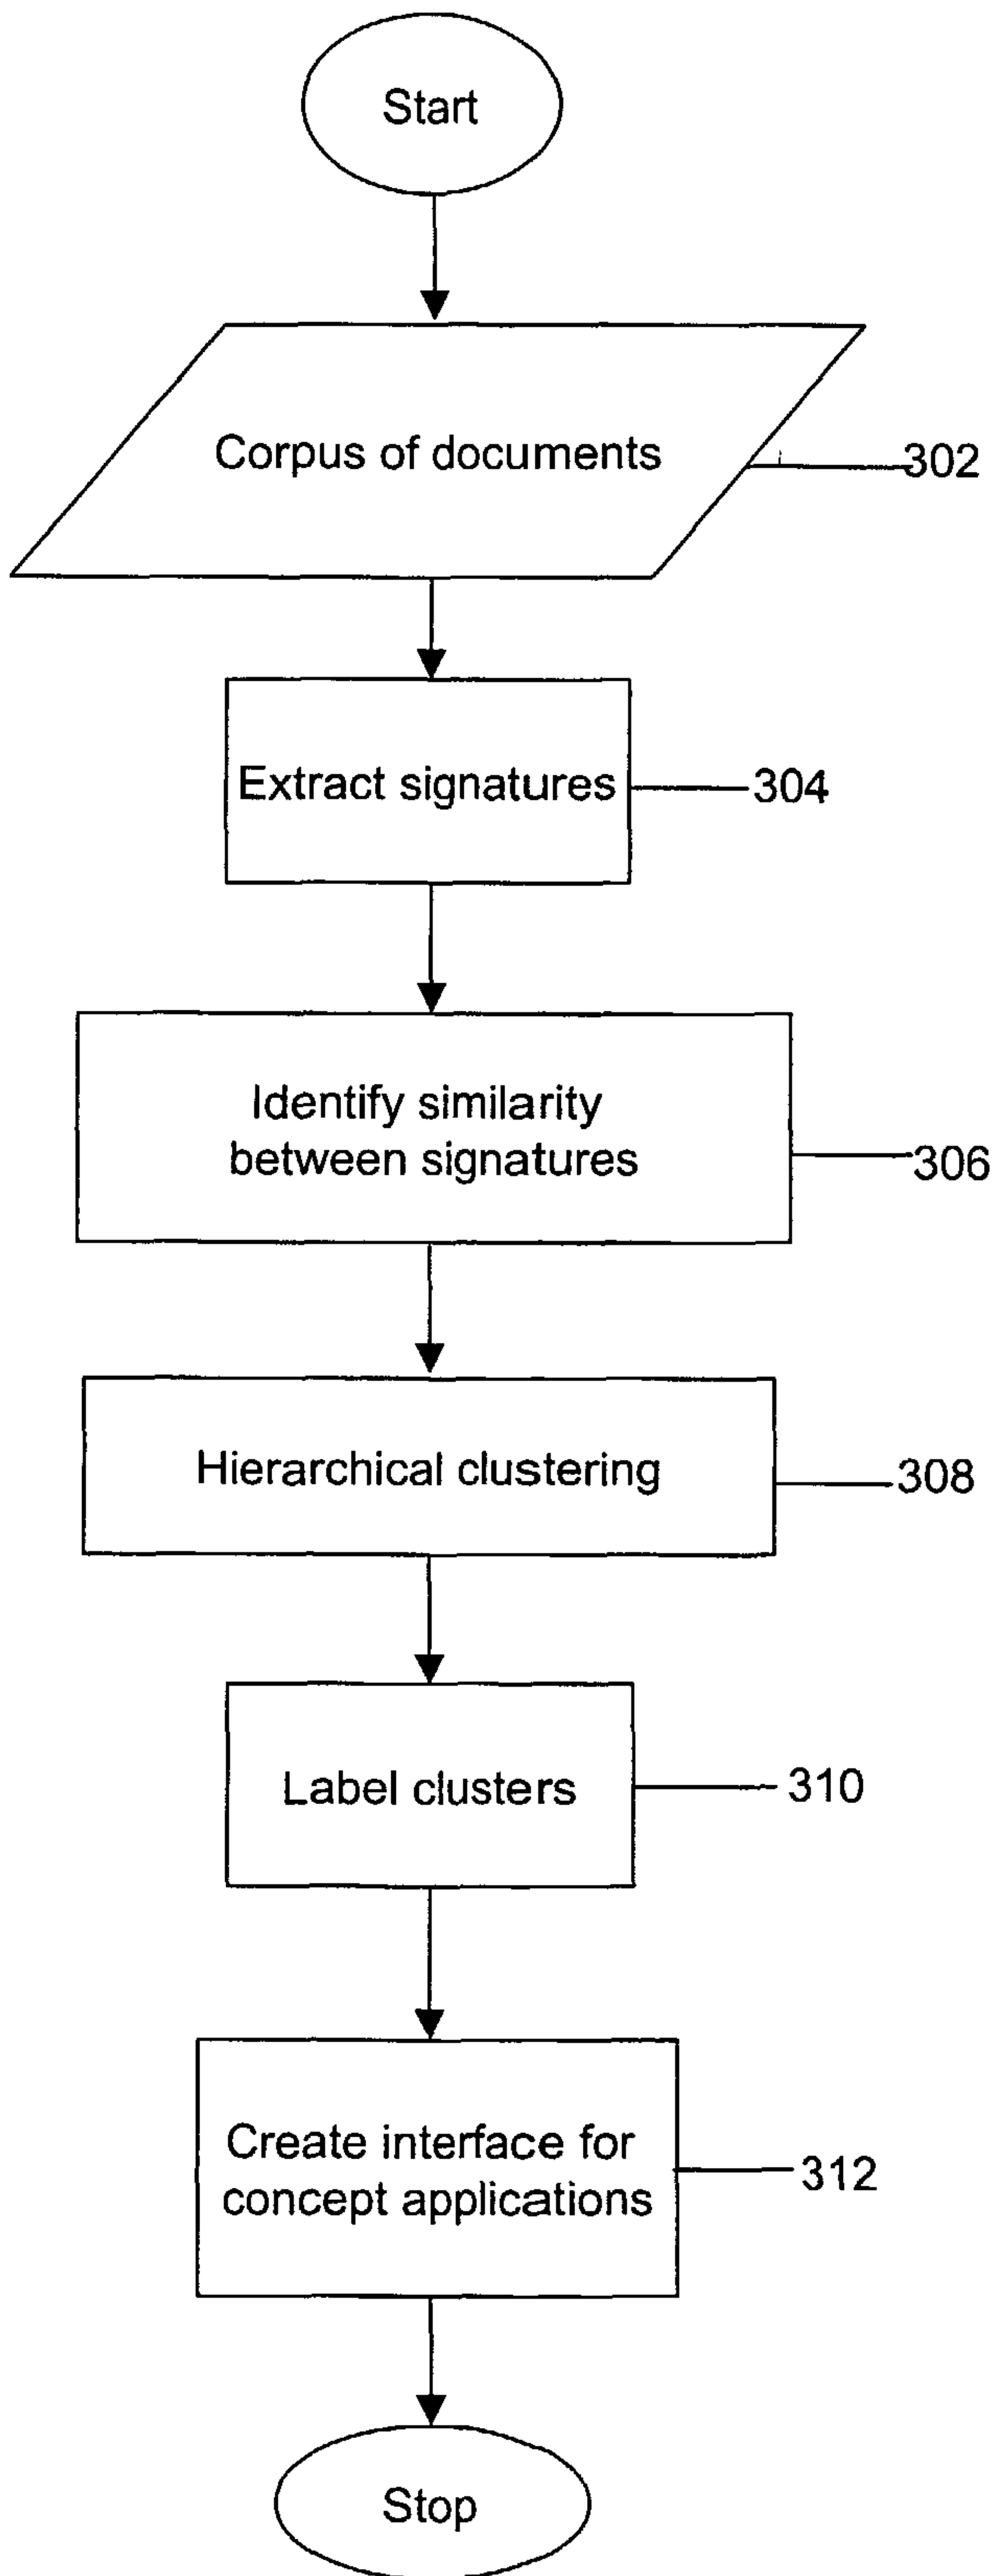 Start
Corpus of documents
302
Extract signatures
304
Identify similarity
between signatures
306
Hierarchical clustering
308
Label clusters
310
Create interface for
concept applications
312
Stop